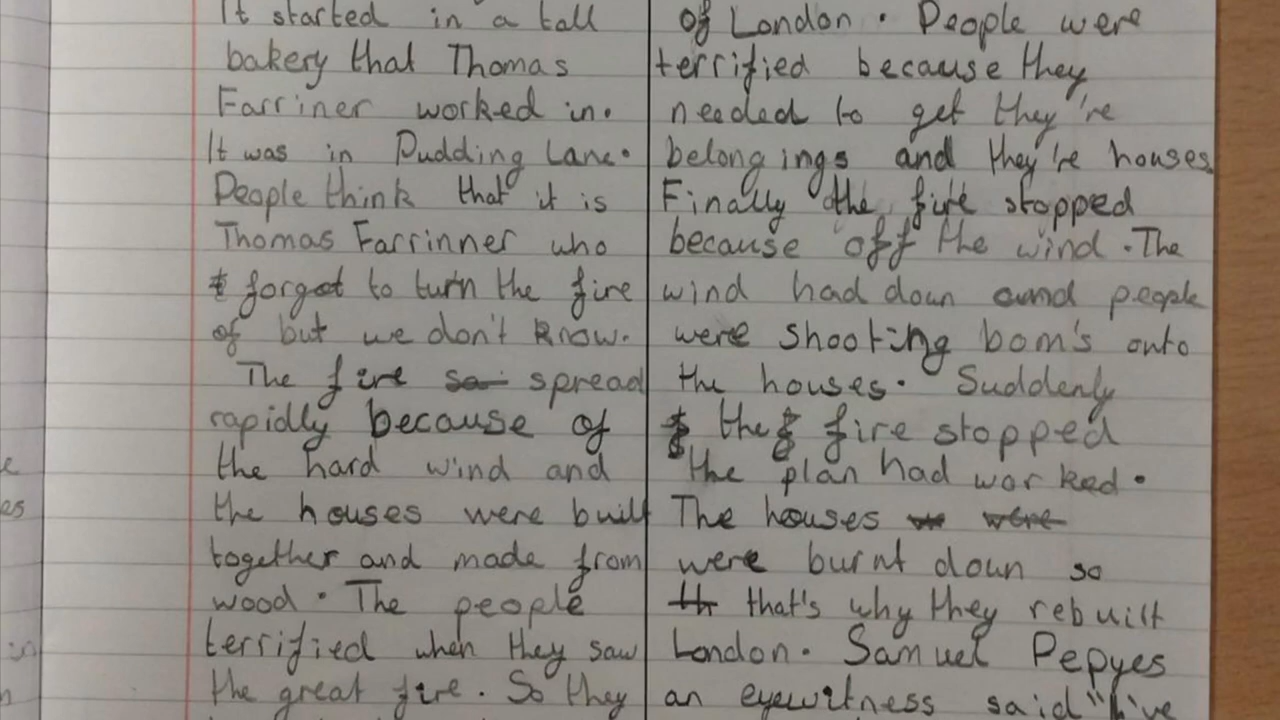 It started in a tall
bakery that Thomas
Farriner worked in.
It was in Pudding Lane.
People think that it is
Thomas Farrinner who
forgot to turn the fire
of but we don't know.
The fire spread
rapidly because of
the hard wind and
the houses were built
together and made from
wood. The people
terrified when they saw
the great fire. So they
of London. People were
terrified because they
needed to get they're
belongings and they're houses.
Finally the fire stopped
because off the wind. The
wind had down and people
were shooting bom's onto
the houses. Suddenly
the fire stopped
the plan had worked.
The houses were
were burnt down so
that's why they rebuilt
London. Samuel Pepyes
an eyewitness said "I've